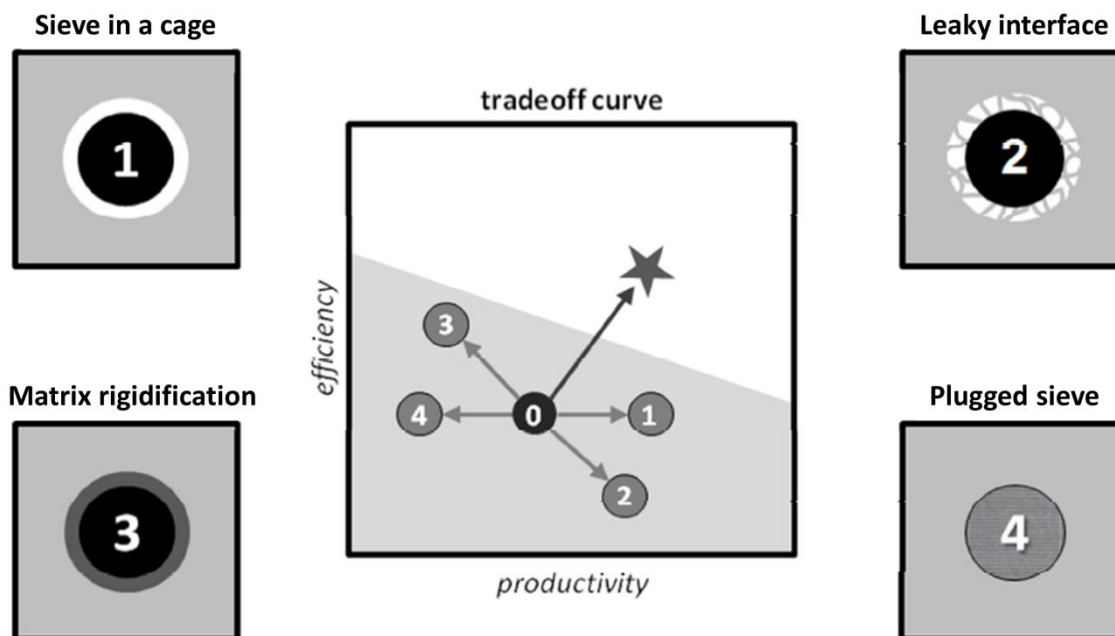 Sieve in a cage
1
Leaky interface
2
tradeoff curve
efficiency
3
4
0
1
2
productivity
Matrix rigidification
3
Plugged sieve
4